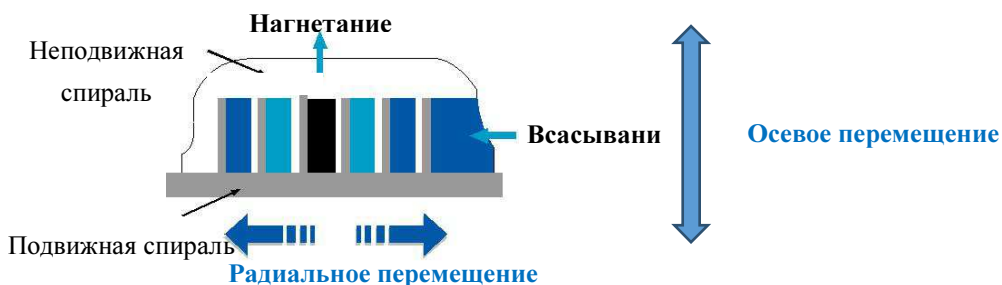 Нагнетание
Неподвижная
спираль
Всасывани
Осевое перемещение
Подвижная спираль
Радиальное перемещение